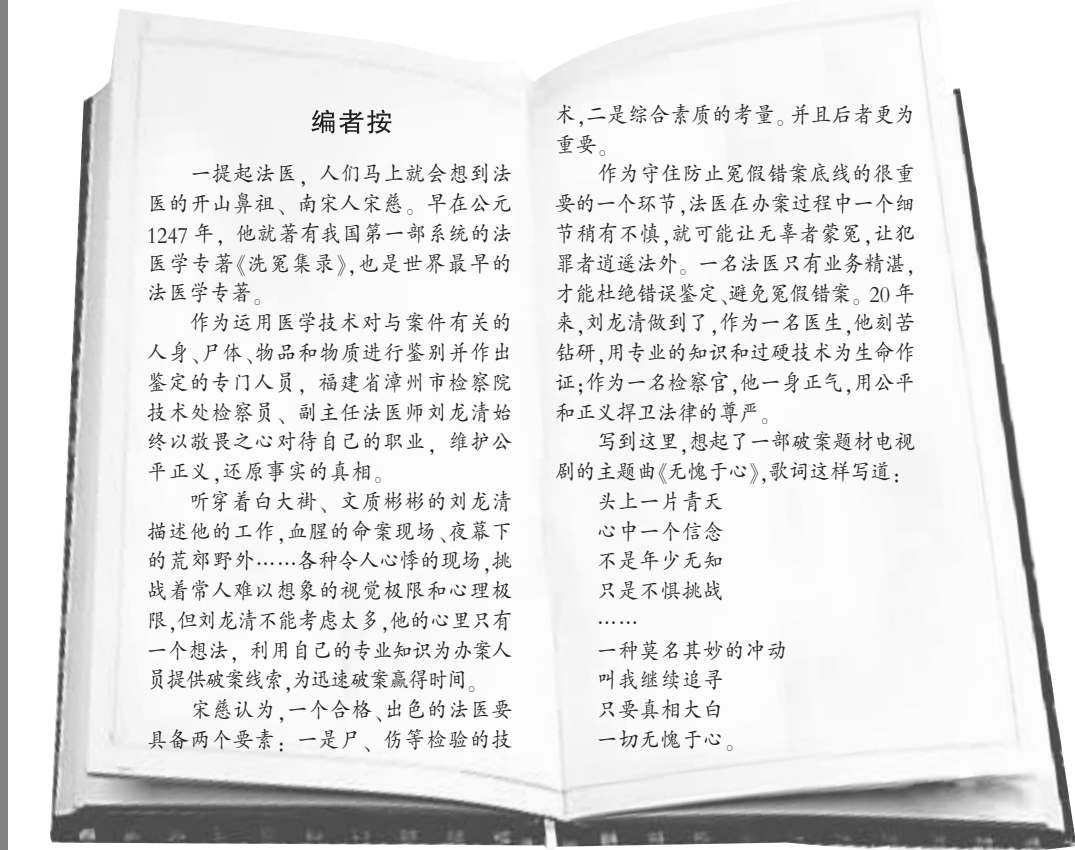 编者按
一提起法医，人们马上就会想到法
医的开山鼻祖、南宋人宋慈。早在公元
1247年，他就著有我国第一部系统的法
医学专著《洗冤集录》,也是世界最早的
法医学专著。
作为运用医学技术对与案件有关的
人身、尸体、物品和物质进行鉴别并作出
鉴定的专门人员，福建省漳州市检察院
技术处检察员、副主任法医师刘龙清始
终以敬畏之心对待自己的职业，维护公
平正义,还原事实的真相。
听穿着白大褂、文质彬彬的刘龙清
描述他的工作,血腥的命案现场、夜幕下
的荒郊野外……各种令人心悸的现场,挑
战着常人难以想象的视觉极限和心理极
限,但刘龙清不能考虑太多,他的心里只有
一个想法，利用自己的专业知识为办案人
员提供破案线索,为迅速破案赢得时间。
宋慈认为,一个合格、出色的法医要
具备两个要素：一是尸、伤等检验的技
术,二是综合素质的考量。并且后者更为
重要。
作为守住防止冤假错案底线的很重
要的一个环节,法医在办案过程中一个细
节稍有不慎,就可能让无辜者蒙冤,让犯
罪者逍遥法外。一名法医只有业务精湛,
才能杜绝错误鉴定、避免冤假错案。20年
来,刘龙清做到了,作为一名医生,他刻苦
钻研,用专业的知识和过硬技术为生命作
证;作为一名检察官,他一身正气,用公平
和正义捍卫法律的尊严。
写到这里,想起了一部破案题材电视
剧的主题曲《无愧于心》,歌词这样写道：
头上一片青天
心中一个信念
不是年少无知
只是不惧挑战
……
一种莫名其妙的冲动
叫我继续追寻
只要真相大白
一切无愧于心。